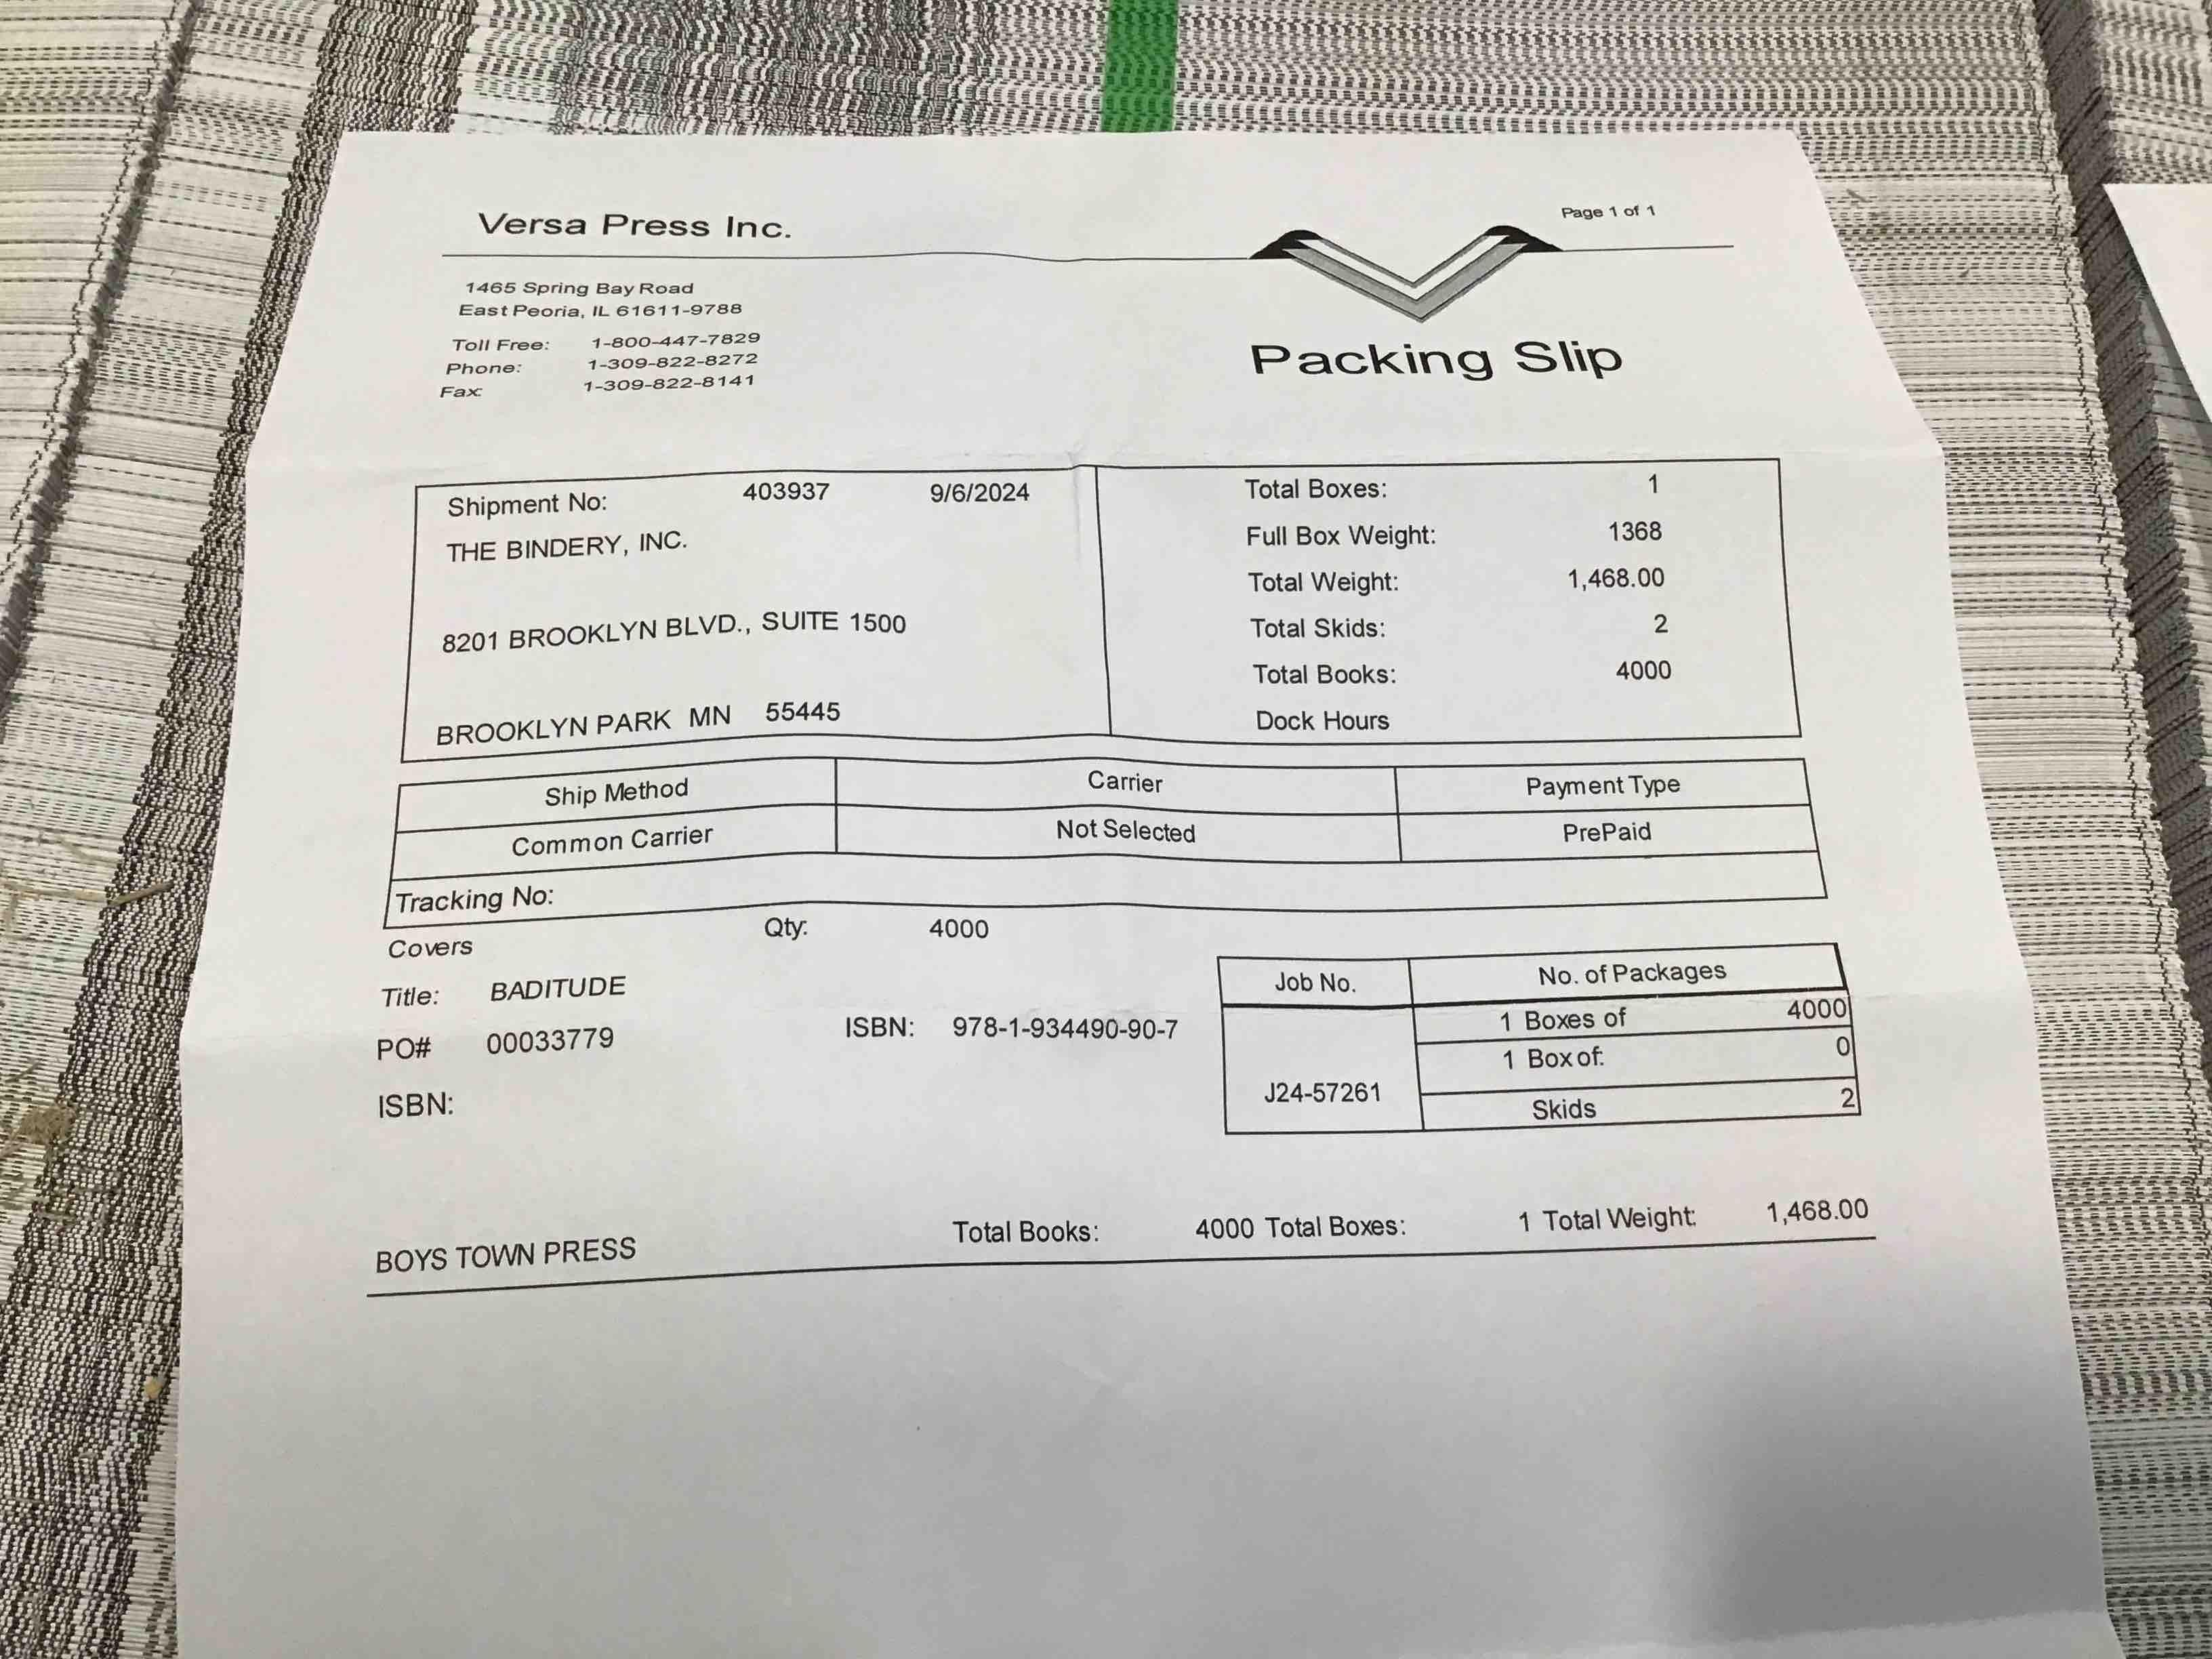 Versa Press Inc.
Page 1 of 1
1465 Spring Bay Road
East Peoria, IL 61611-9788
Toll Free: 1-800-447-7829
Phone: 1-309-822-8272
Fax: 1-309-822-8141
Packing Slip
Shipment No: 403937 9/6/2024
THE BINDERY, INC.
8201 BROOKLYN BLVD., SUITE 1500
BROOKLYN PARK MN 55445
Total Boxes: 1
Full Box Weight: 1368
Total Weight: 1,468.00
Total Skids: 2
Total Books: 4000
Dock Hours
Ship Method Carrier Payment Type
Common Carrier Not Selected PrePaid
Tracking No:
Covers Qty: 4000
Title: BADITUDE
PO# 00033779 ISBN: 978-1-934490-90-7
ISBN:
Job No. No. of Packages
1 Boxes of 4000
1 Box of: 0
J24-57261
Skids 2
BOYS TOWN PRESS Total Books: 4000 Total Boxes: 1 Total Weight: 1,468.00